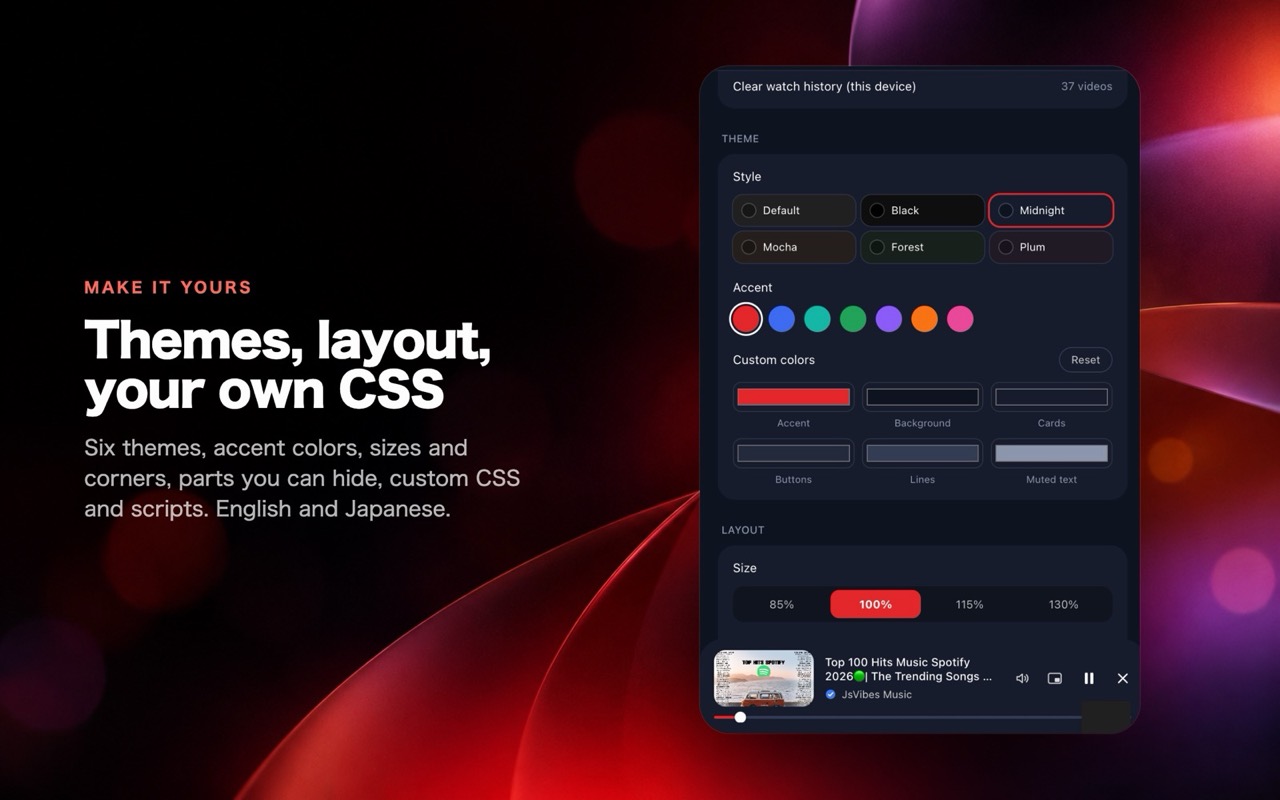 MAKE IT YOURS
Themes, layout,
your own CSS
Six themes, accent colors, sizes and
corners, parts you can hide, custom CSS
and scripts. English and Japanese.
Clear watch history (this device) 37 videos
THEME
Style
Default Black Midnight
Mocha Forest Plum
Accent
Custom colors Reset
Accent Background Cards
Buttons Lines Muted text
LAYOUT
Size
85% 100% 115% 130%
TOP HITS SPOTIFY
Top 100 Hits Music Spotify
2026🟢| The Trending Songs ...
JsVibes Music